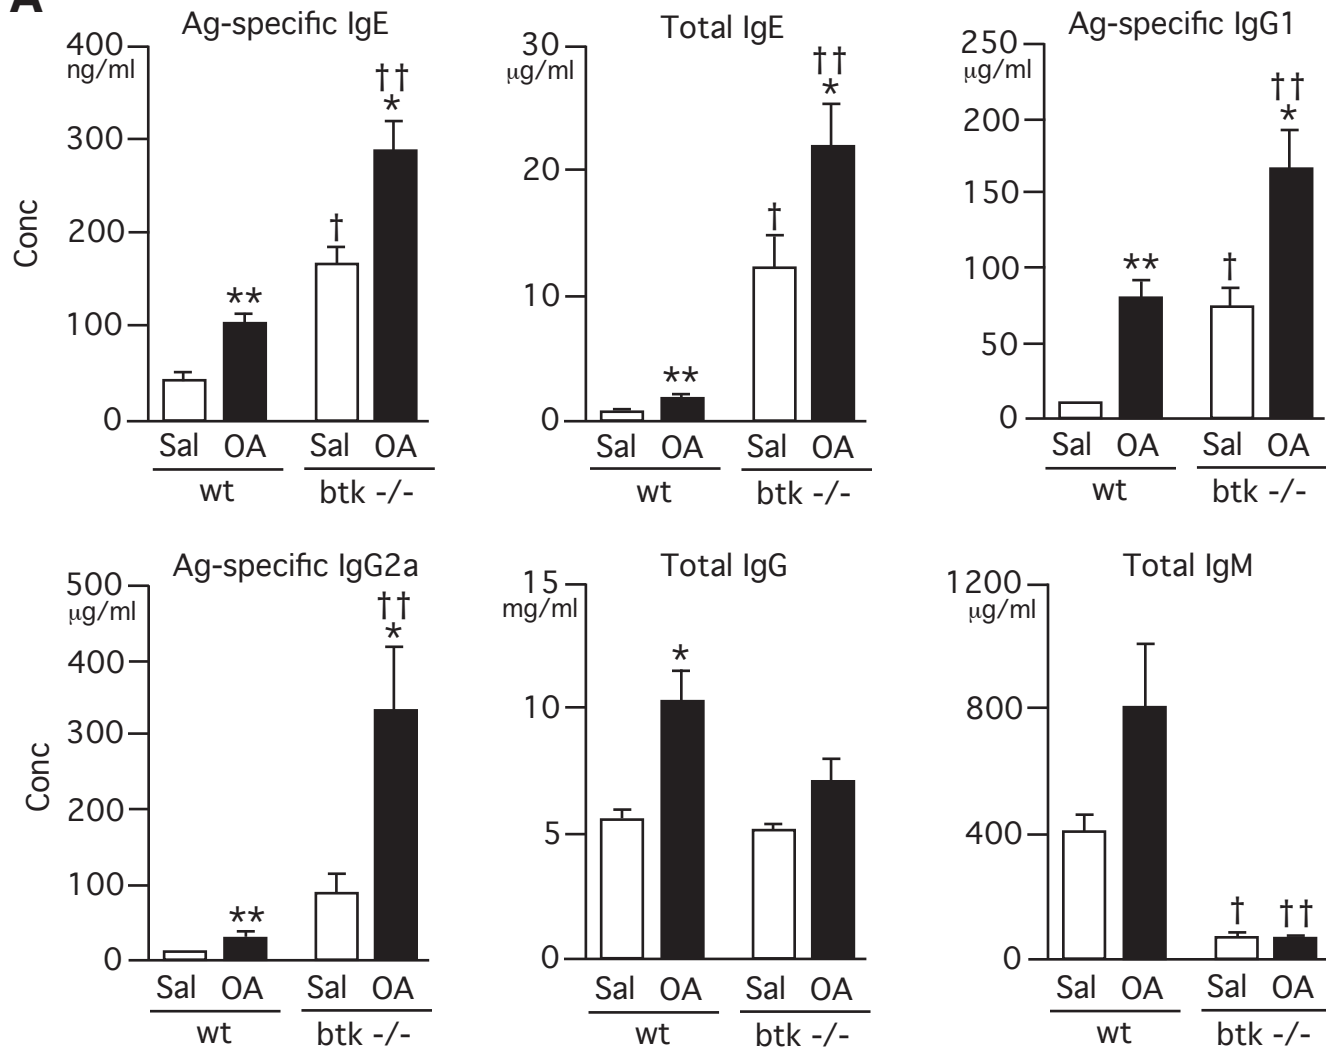 A
Ag-specific IgE
400
ng/ml
300
200
100
0
Conc
**
†
††
*
Sal OA Sal OA
wt btk -/-
Total IgE
30
µg/ml
20
10
0
**
†
††
*
Sal OA Sal OA
wt btk -/-
Ag-specific IgG1
250
µg/ml
200
150
100
50
0
**
†
††
*
Sal OA Sal OA
wt btk -/-
Ag-specific IgG2a
500
µg/ml
400
300
200
100
0
Conc
**
††
*
Sal OA Sal OA
wt btk -/-
Total IgG
15
mg/ml
10
5
0
*
Sal OA Sal OA
wt btk -/-
Total IgM
1200
µg/ml
800
400
0
† ††
Sal OA Sal OA
wt btk -/-